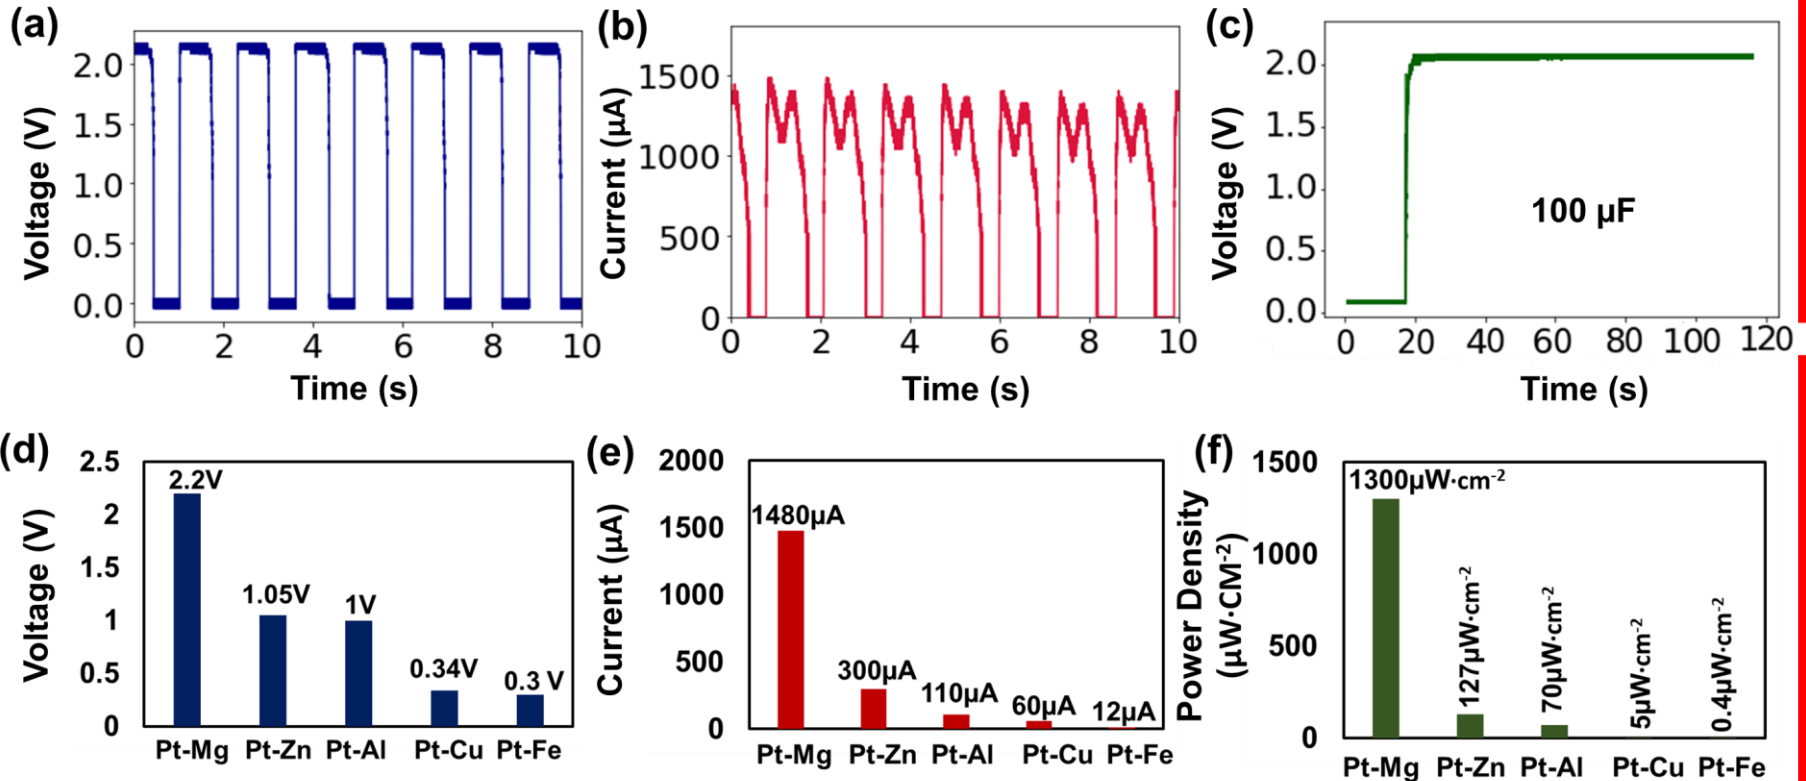 (a)
Voltage (V)
2.0
1.5
1.0
0.5
0.0
0 2 4 6 8 10
Time (s)
(b)
Current (µA)
1500
1000
500
0
0 2 4 6 8 10
Time (s)
(c)
Voltage (V)
2.0
1.5
1.0
0.5
0.0
100 µF
0 20 40 60 80 100 120
Time (s)
(d)
Voltage (V)
2.5
2
1.5
1
0.5
0
2.2V
1.05V
1V
0.34V
0.3 V
Pt-Mg Pt-Zn Pt-Al Pt-Cu Pt-Fe
(e)
Current (µA)
2000
1500
1000
500
0
1480µA
300µA
110µA
60µA
12µA
Pt-Mg Pt-Zn Pt-Al Pt-Cu Pt-Fe
(f)
Power Density
(µW·CM⁻²)
1500
1000
500
0
1300µW·cm⁻²
127µW·cm⁻²
70µW·cm⁻²
5µW·cm⁻²
0.4µW·cm⁻²
Pt-Mg Pt-Zn Pt-Al Pt-Cu Pt-Fe